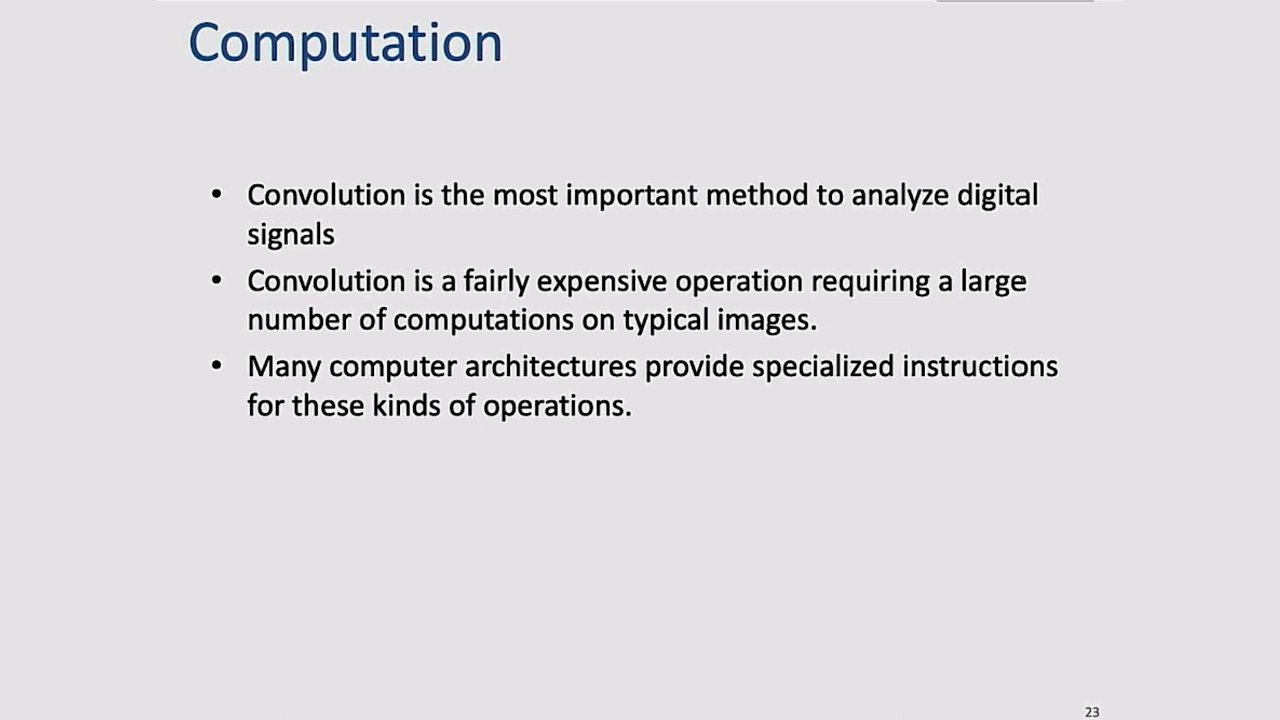 Computation
• Convolution is the most important method to analyze digital
signals
• Convolution is a fairly expensive operation requiring a large
number of computations on typical images.
• Many computer architectures provide specialized instructions
for these kinds of operations.
23